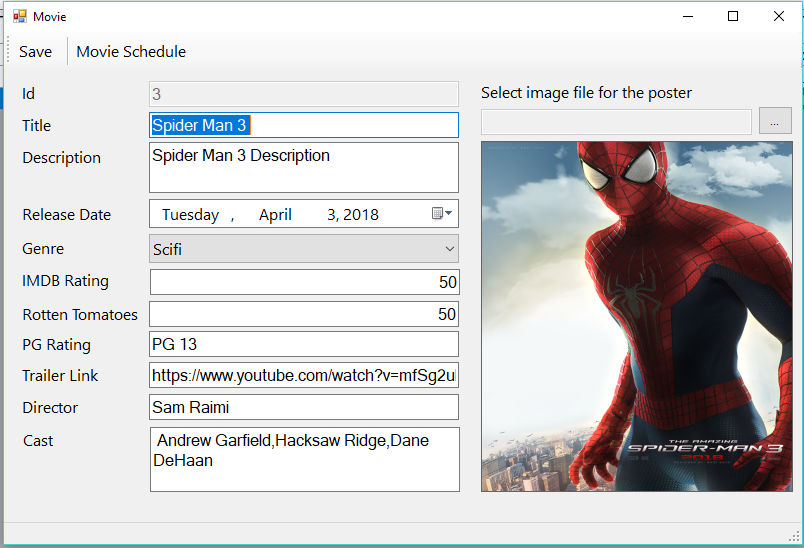 Movie
Save
Movie Schedule
Id
3
Title
Spider Man 3
Description
Spider Man 3 Description
Release Date
Tuesday , April 3, 2018
Genre
Scifi
IMDB Rating
50
Rotten Tomatoes
50
PG Rating
PG 13
Trailer Link
https://www.youtube.com/watch?v=mfSg2u
Director
Sam Raimi
Cast
Andrew Garfield,Hacksaw Ridge,Dane
DeHaan
Select image file for the poster
...
THE AMAZING
SPIDER-MAN 3
2018